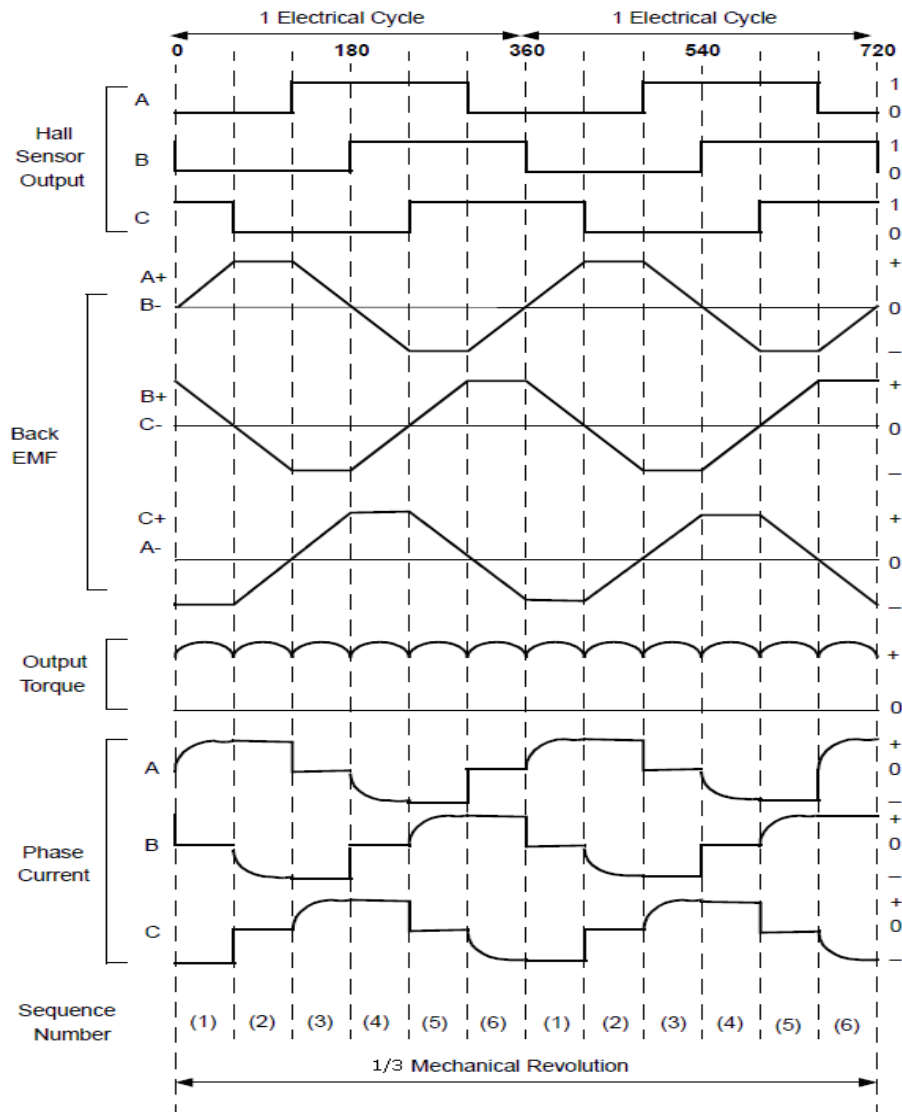 1 Electrical Cycle 1 Electrical Cycle
0 180 360 540 720
A 1
0
Hall
Sensor
Output
B 1
0
C 1
0
A+ +
B- 0
–
B+ +
C- 0
–
Back
EMF
C+ +
A- 0
–
Output
Torque
+
0
A +
0
–
Phase
Current
B +
0
–
C +
0
–
Sequence
Number
(1) (2) (3) (4) (5) (6) (1) (2) (3) (4) (5) (6)
1/3 Mechanical Revolution